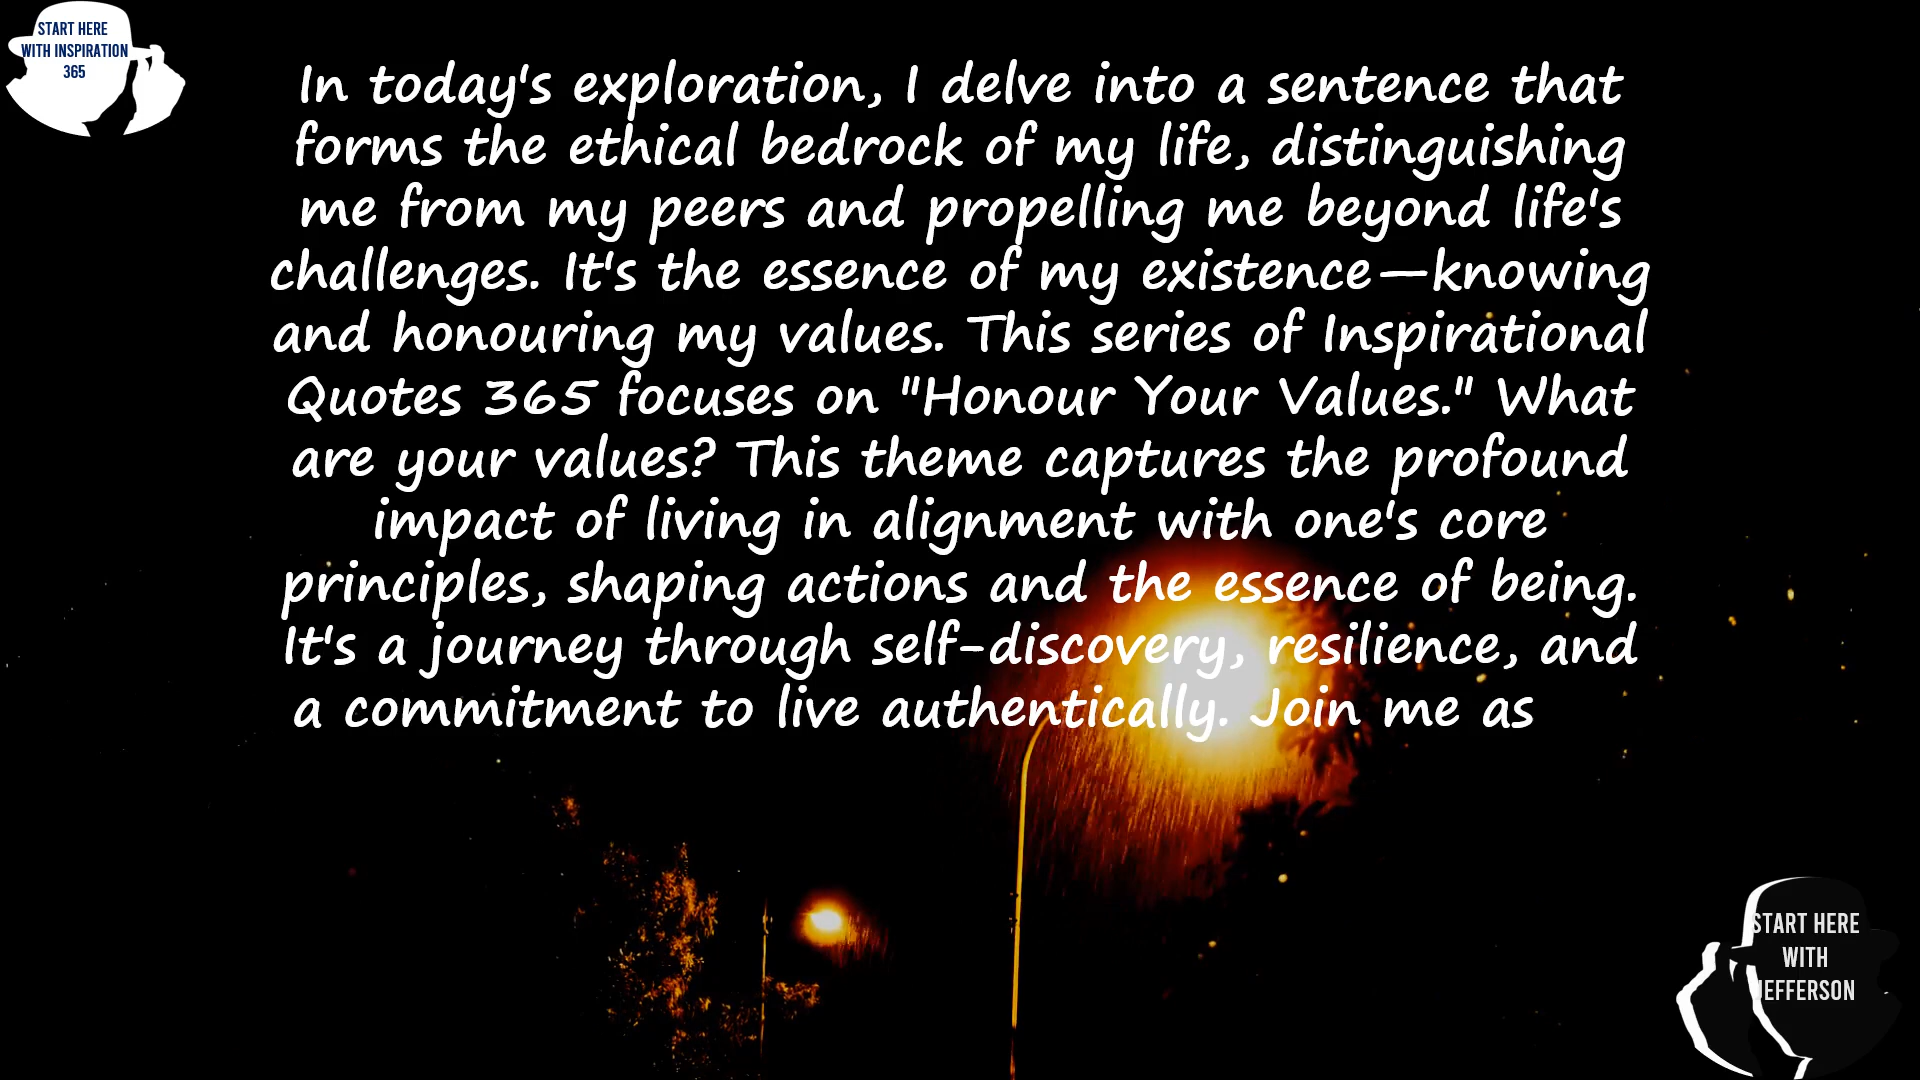 START HERE
WITH INSPIRATION
365
In today's exploration, I delve into a sentence that
forms the ethical bedrock of my life, distinguishing
me from my peers and propelling me beyond life's
challenges. It's the essence of my existence—knowing
and honouring my values. This series of Inspirational
Quotes 365 focuses on "Honour Your Values." What
are your values? This theme captures the profound
impact of living in alignment with one's core
principles, shaping actions and the essence of being.
It's a journey through self-discovery, resilience, and
a commitment to live authentically. Join me as
START HERE
WITH
JEFFERSON